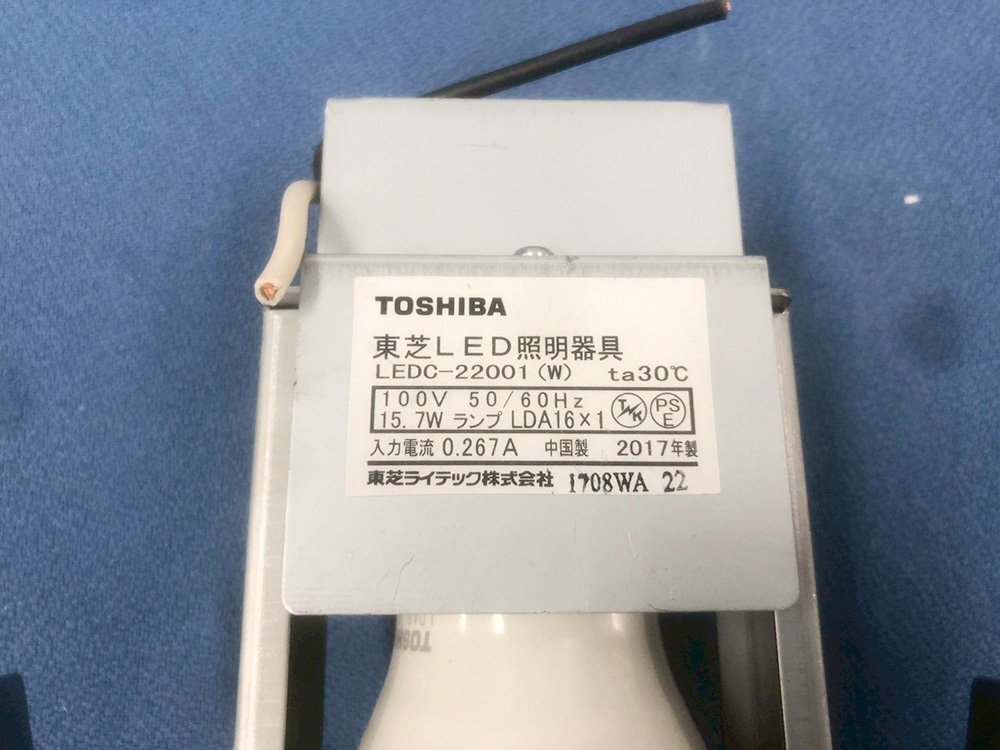 TOSHIBA
東芝LED照明器具
LEDC-22001(W) ta30℃
100V 50/60Hz
15.7W ランプ LDA16×1
PS
E
入力電流 0.267A 中国製 2017年製
東芝ライテック株式会社 1708WA 22